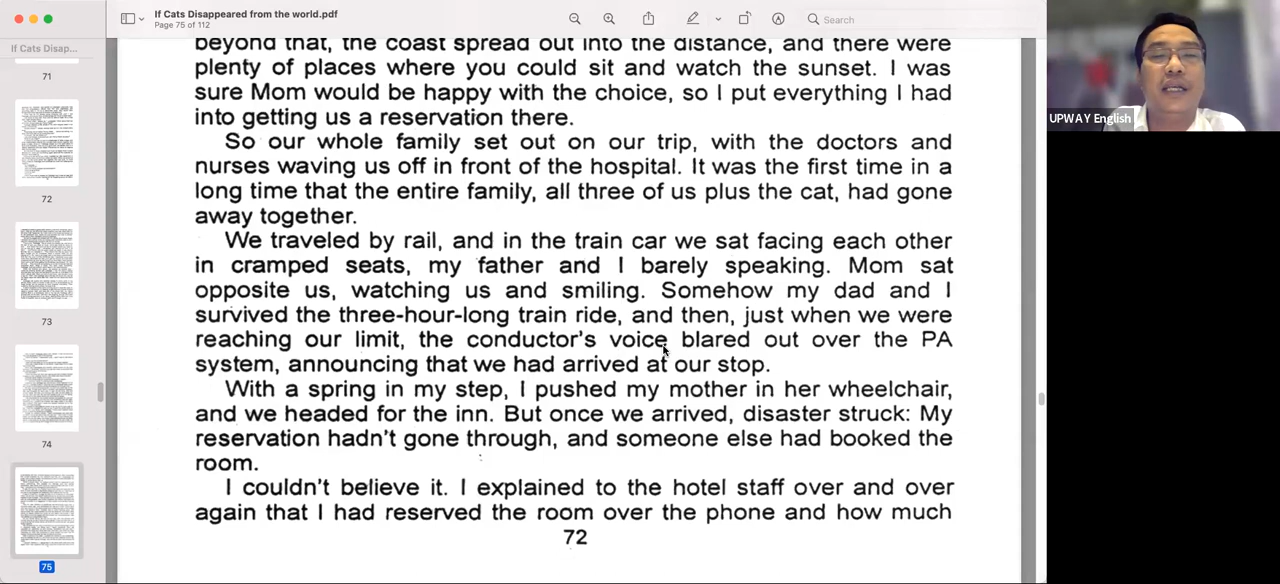 If Cats Disappeared from the world.pdf
Page 75 of 112
Search
If Cats Disap...
71
72
73
74
75
beyond that, the coast spread out into the distance, and there were
plenty of places where you could sit and watch the sunset. I was
sure Mom would be happy with the choice, so I put everything I had
into getting us a reservation there.
So our whole family set out on our trip, with the doctors and
nurses waving us off in front of the hospital. It was the first time in a
long time that the entire family, all three of us plus the cat, had gone
away together.
We traveled by rail, and in the train car we sat facing each other
in cramped seats, my father and I barely speaking. Mom sat
opposite us, watching us and smiling. Somehow my dad and I
survived the three-hour-long train ride, and then, just when we were
reaching our limit, the conductor's voice blared out over the PA
system, announcing that we had arrived at our stop.
With a spring in my step, I pushed my mother in her wheelchair,
and we headed for the inn. But once we arrived, disaster struck: My
reservation hadn't gone through, and someone else had booked the
room.
I couldn't believe it. I explained to the hotel staff over and over
again that I had reserved the room over the phone and how much
72
UPWAY English